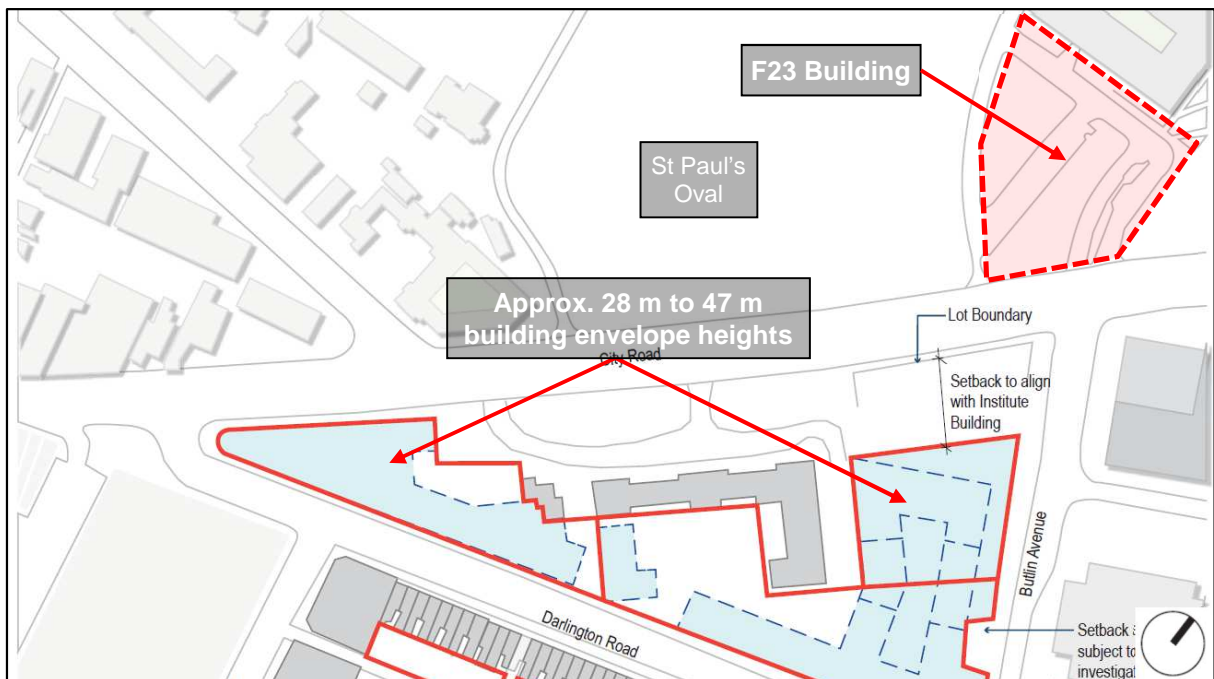 F23 Building
St Paul's
Oval
Approx. 28 m to 47 m
building envelope heights
City Road
Lot Boundary
Setback to align
with Institute
Building
Butlin Avenue
Darlington Road
Setback
subject to